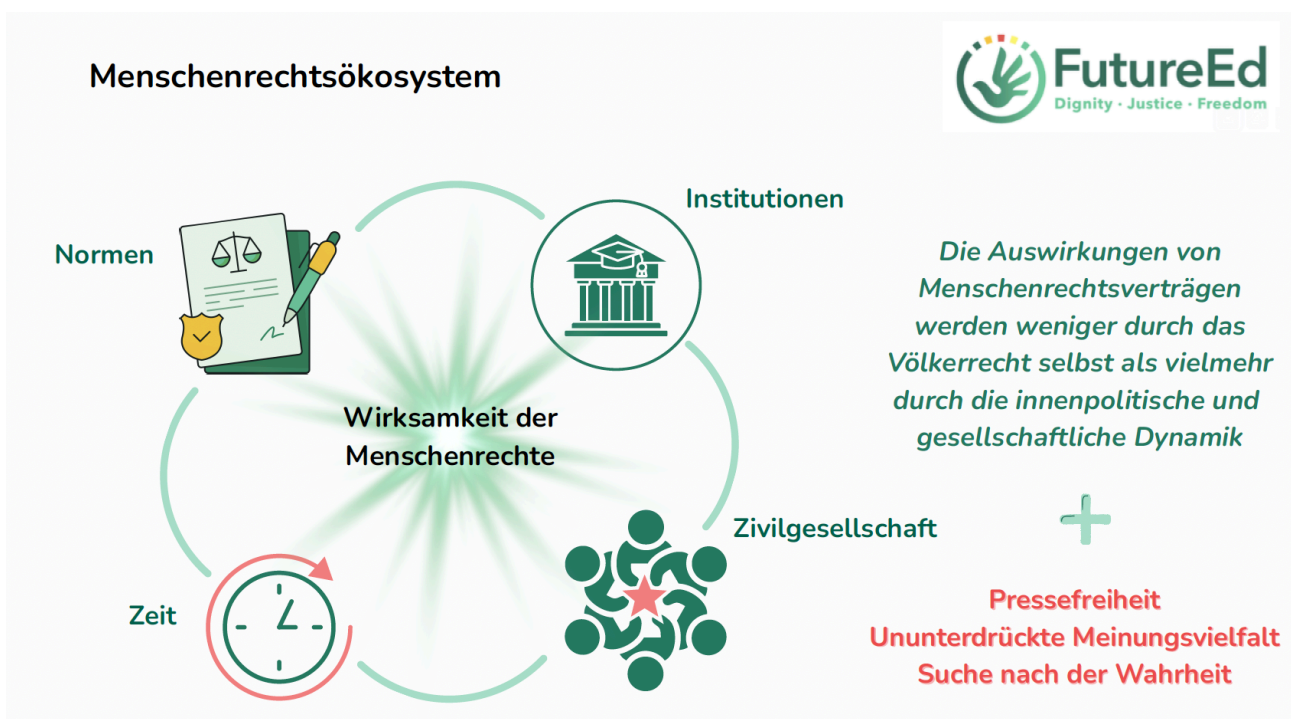 Menschenrechtsökosystem
FutureEd
Dignity · Justice · Freedom
Institutionen
Normen
Die Auswirkungen von
Menschenrechtsverträgen
werden weniger durch das
Völkerrecht selbst als vielmehr
durch die innenpolitische und
gesellschaftliche Dynamik
Wirksamkeit der
Menschenrechte
Zivilgesellschaft
Zeit
Pressefreiheit
Ununterdrückte Meinungsvielfalt
Suche nach der Wahrheit